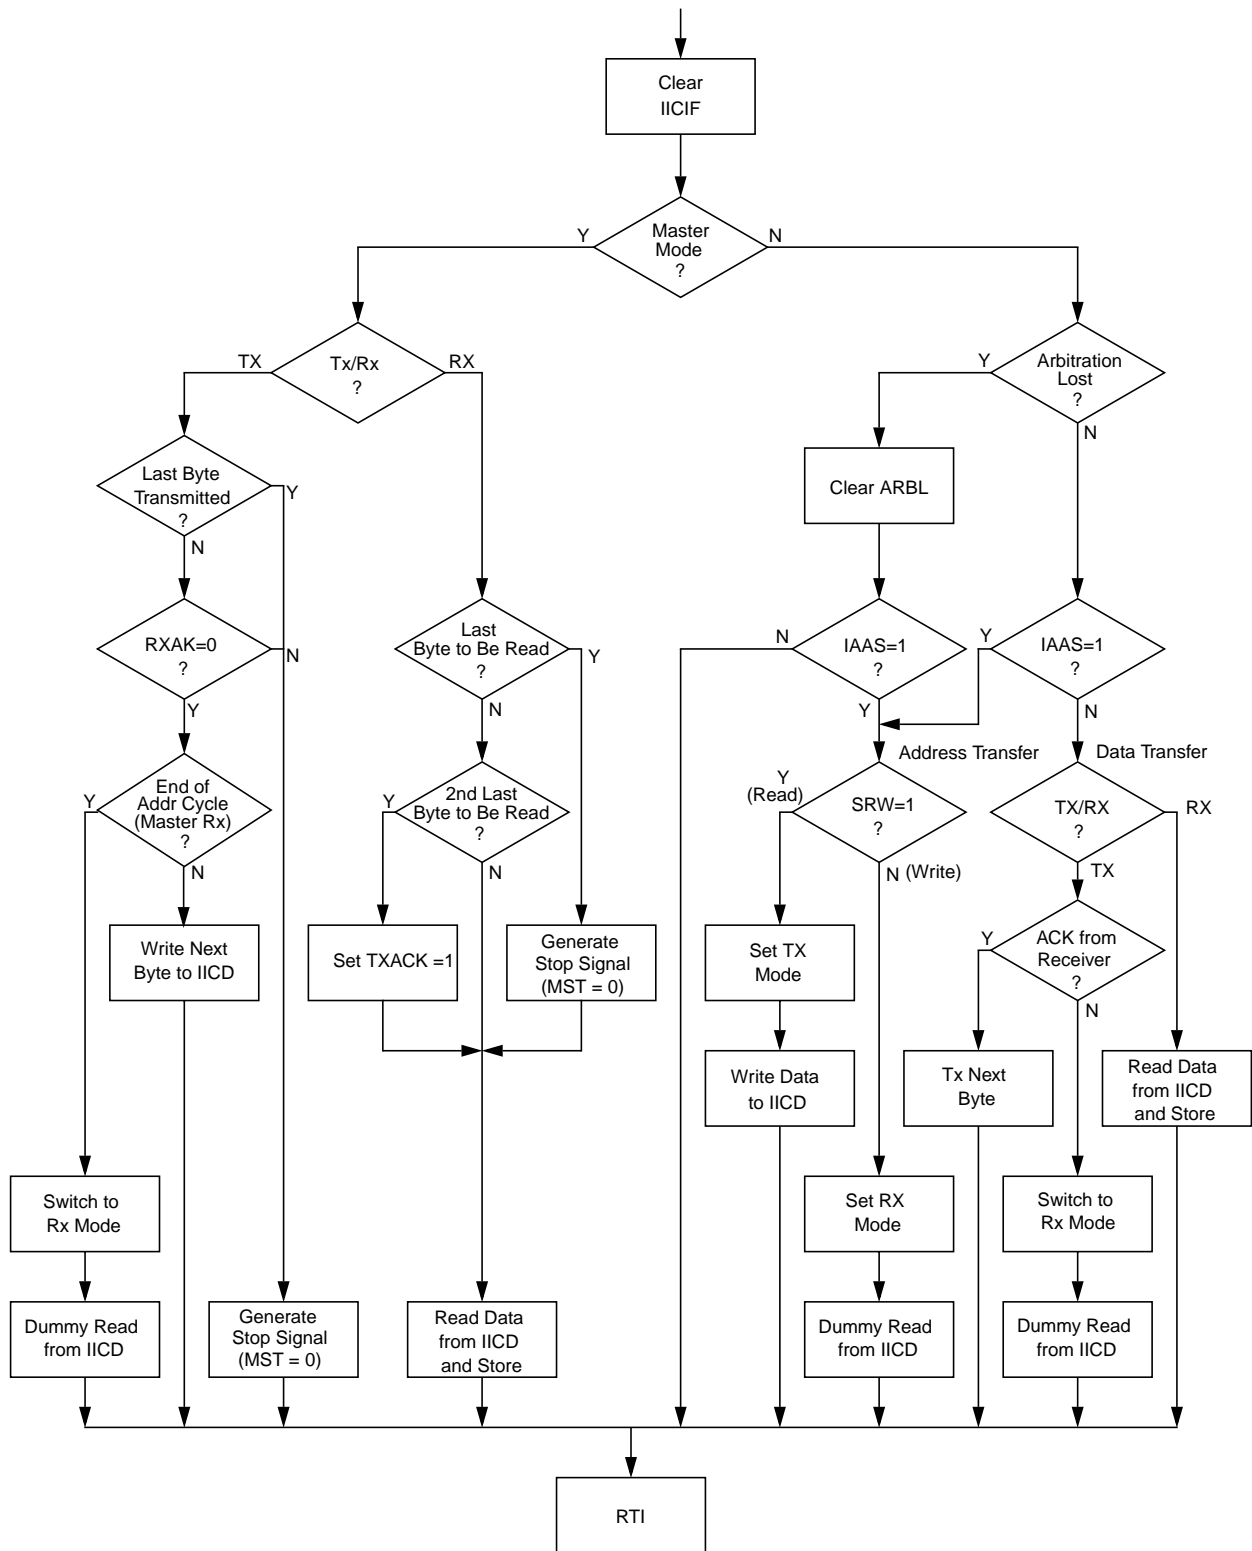 Clear
IICIF
Master
Mode
?
Y
N
Tx/Rx
?
TX
RX
Arbitration
Lost
?
Y
N
Last Byte
Transmitted
?
Y
N
Clear ARBL
RXAK=0
?
N
Y
Last
Byte to Be Read
?
Y
N
IAAS=1
?
N
Y
IAAS=1
?
Y
N
Address Transfer
Data Transfer
End of
Addr Cycle
(Master Rx)
?
Y
N
2nd Last
Byte to Be Read
?
Y
N
Y
(Read)
SRW=1
?
N (Write)
TX/RX
?
RX
TX
Write Next
Byte to IICD
Set TXACK =1
Generate
Stop Signal
(MST = 0)
Set TX
Mode
ACK from
Receiver
?
Y
N
Write Data
to IICD
Tx Next
Byte
Read Data
from IICD
and Store
Switch to
Rx Mode
Set RX
Mode
Switch to
Rx Mode
Dummy Read
from IICD
Generate
Stop Signal
(MST = 0)
Read Data
from IICD
and Store
Dummy Read
from IICD
Dummy Read
from IICD
RTI